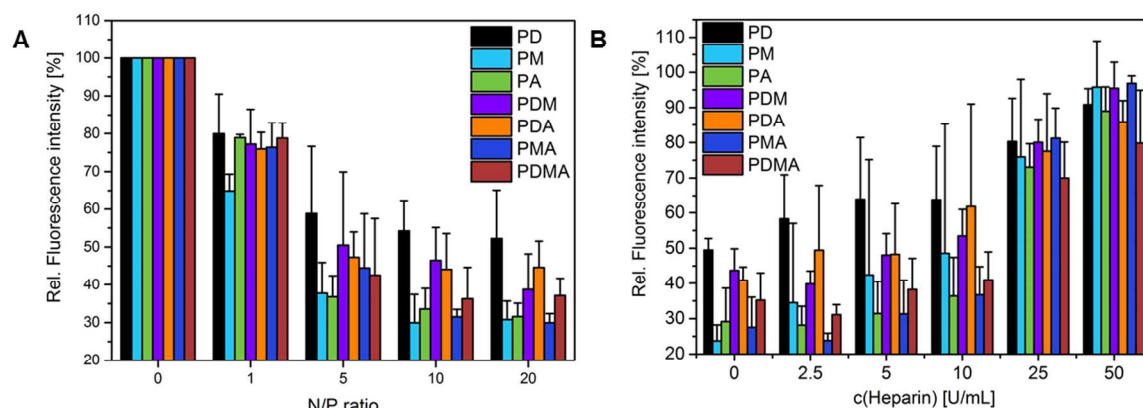 A
Rel. Fluorescence intensity [%]
110
100
90
80
70
60
50
40
30
20
0
1
5
10
20
N/P ratio
PD
PM
PA
PDM
PDA
PMA
PDMA
B
Rel. Fluorescence intensity [%]
110
100
90
80
70
60
50
40
30
20
0
2.5
5
10
25
50
c(Heparin) [U/mL]
PD
PM
PA
PDM
PDA
PMA
PDMA